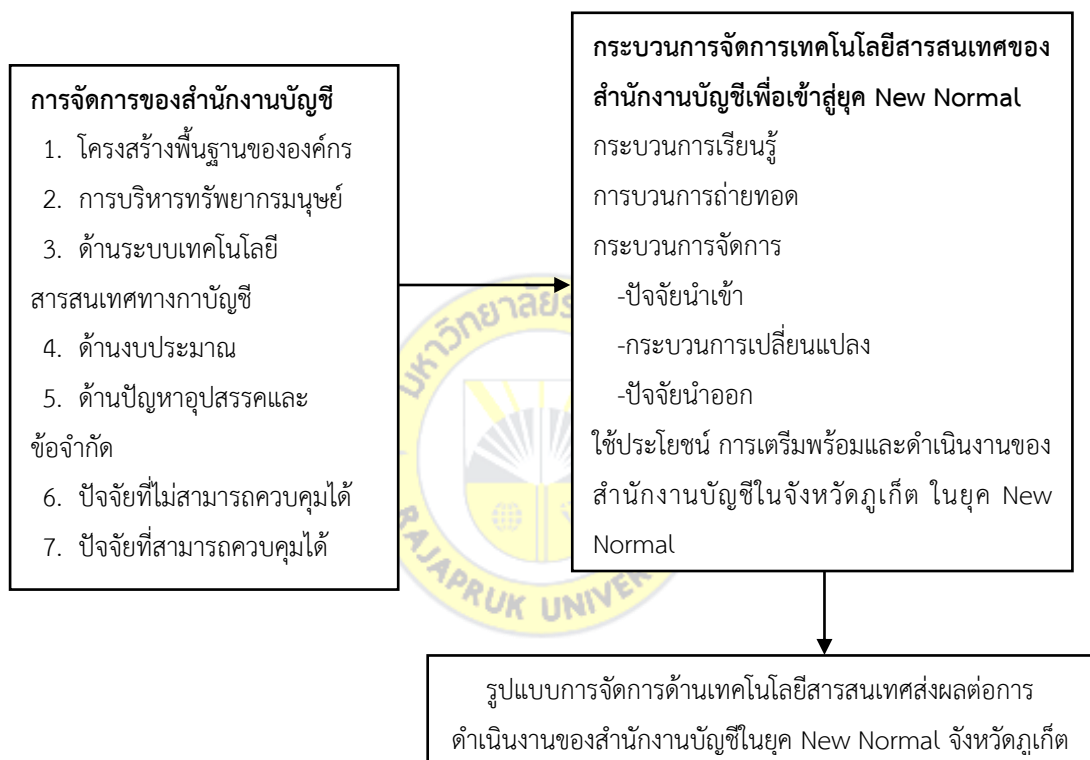 การจัดการของสำนักงานบัญชี
1. โครงสร้างพื้นฐานขององค์กร
2. การบริหารทรัพยากรมนุษย์
3. ด้านระบบเทคโนโลยี
สารสนเทศทางกาบัญชี
4. ด้านงบประมาณ
5. ด้านปัญหาอุปสรรคและ
ข้อจำกัด
6. ปัจจัยที่ไม่สามารถควบคุมได้
7. ปัจจัยที่สามารถควบคุมได้
กระบวนการจัดการเทคโนโลยีสารสนเทศของ
สำนักงานบัญชีเพื่อเข้าสู่ยุค New Normal
กระบวนการเรียนรู้
การบวนการถ่ายทอด
กระบวนการจัดการ
-ปัจจัยนำเข้า
-กระบวนการเปลี่ยนแปลง
-ปัจจัยนำออก
ใช้ประโยชน์ การเตรีมพร้อมและดำเนินงานของ
สำนักงานบัญชีในจังหวัดภูเก็ต ในยุค New
Normal
รูปแบบการจัดการด้านเทคโนโลยีสารสนเทศส่งผลต่อการ
ดำเนินงานของสำนักงานบัญชีในยุค New Normal จังหวัดภูเก็ต
RAJAPRUK